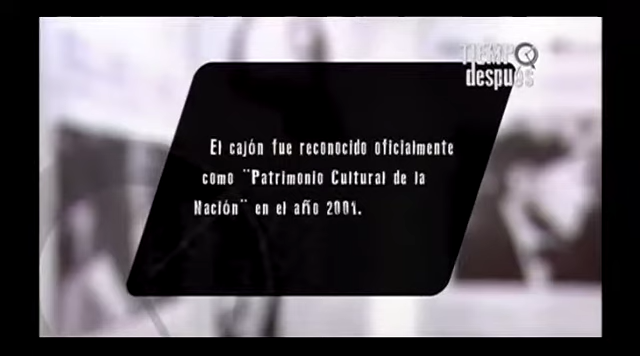 TIEMPO
después
El cajón fue reconocido oficialmente
como ¨Patrimonio Cultural de la
Nación¨ en el año 2001.